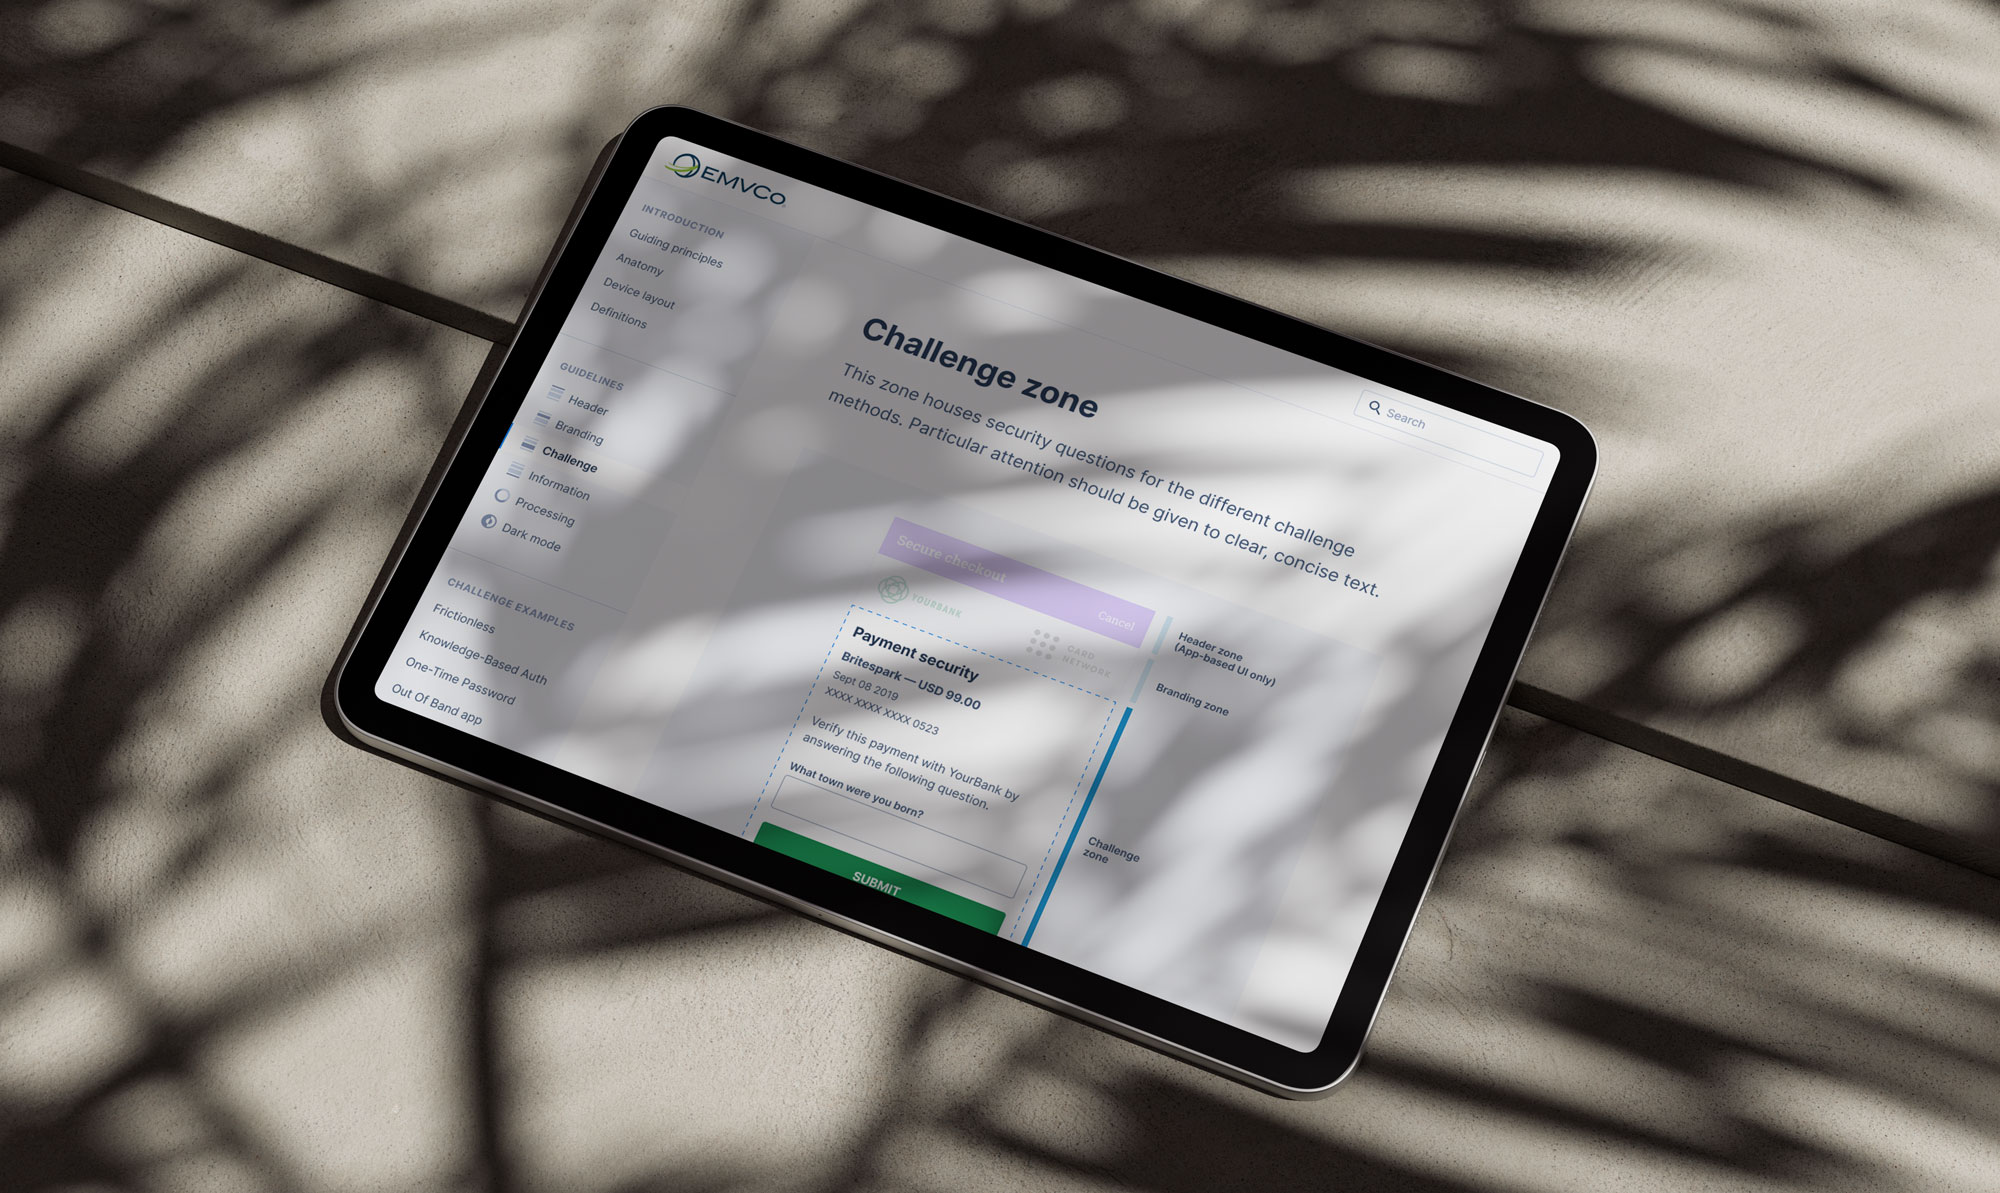 EMVCO
INTRODUCTION
Guiding principles
Anatomy
Device layout
Definitions
GUIDELINES
Header
Branding
Challenge
Information
Processing
Dark mode
CHALLENGE EXAMPLES
Frictionless
Knowledge-Based Auth
One-Time Password
Out Of Band app
Search
Challenge zone
This zone houses security questions for the different challenge
methods. Particular attention should be given to clear, concise text.
Secure checkout
Cancel
YOURBANK
CARD
NETWORK
Payment security
Britespark — USD 99.00
Sept 08 2019
XXXX XXXX XXXX 0523
Verify this payment with YourBank by
answering the following question.
What town were you born?
SUBMIT
Header zone
(App-based UI only)
Branding zone
Challenge
zone